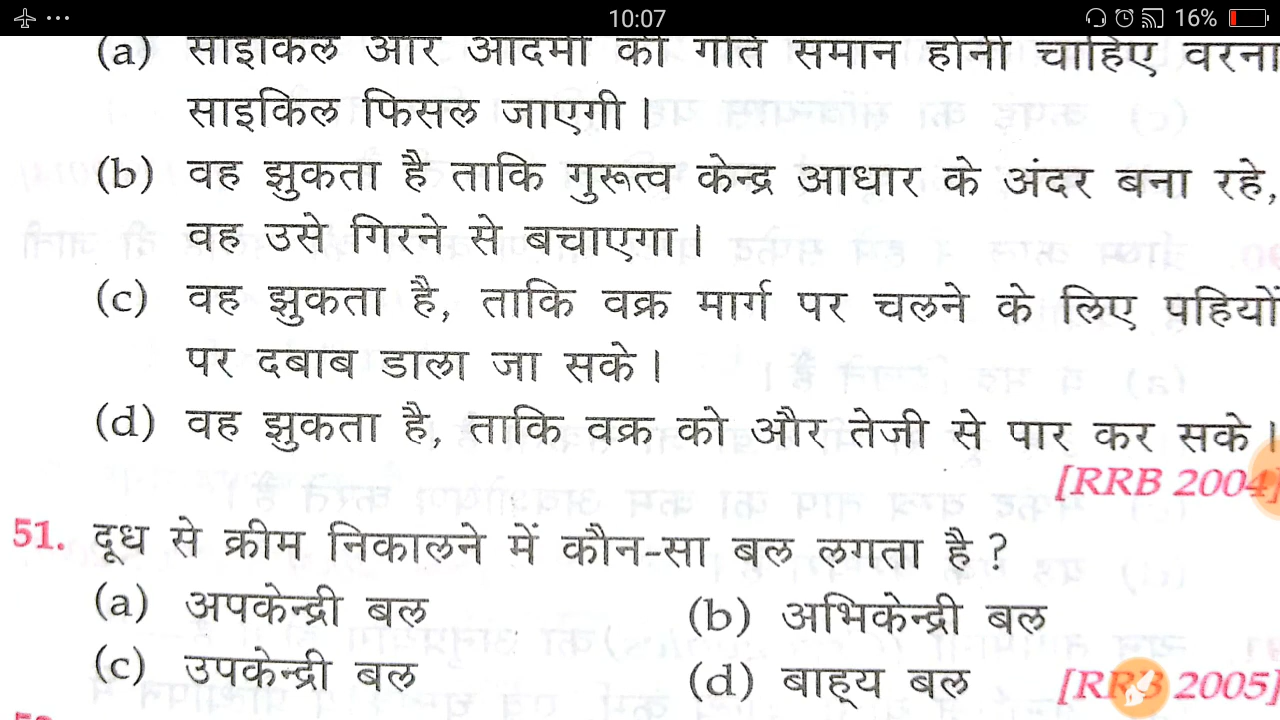 10:07
16%
(a) साइकिल और आदमी की गति समान होनी चाहिए वरना
साइकिल फिसल जाएगी।
(b) वह झुकता है ताकि गुरूत्व केन्द्र आधार के अंदर बना रहे,
वह उसे गिरने से बचाएगा।
(c) वह झुकता है, ताकि वक्र मार्ग पर चलने के लिए पहियों
पर दबाब डाला जा सके।
(d) वह झुकता है, ताकि वक्र को और तेजी से पार कर सके।
[RRB 2004]
51. दूध से क्रीम निकालने में कौन-सा बल लगता है ?
(a) अपकेन्द्री बल (b) अभिकेन्द्री बल
(c) उपकेन्द्री बल (d) बाह्य बल [RRB 2005]